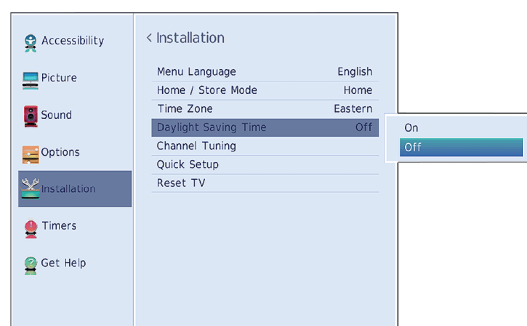 Accessibility
Picture
Sound
Options
Installation
Timers
Get Help
< Installation
Menu Language English
Home / Store Mode Home
Time Zone Eastern
Daylight Saving Time Off
Channel Tuning
Quick Setup
Reset TV
On
Off